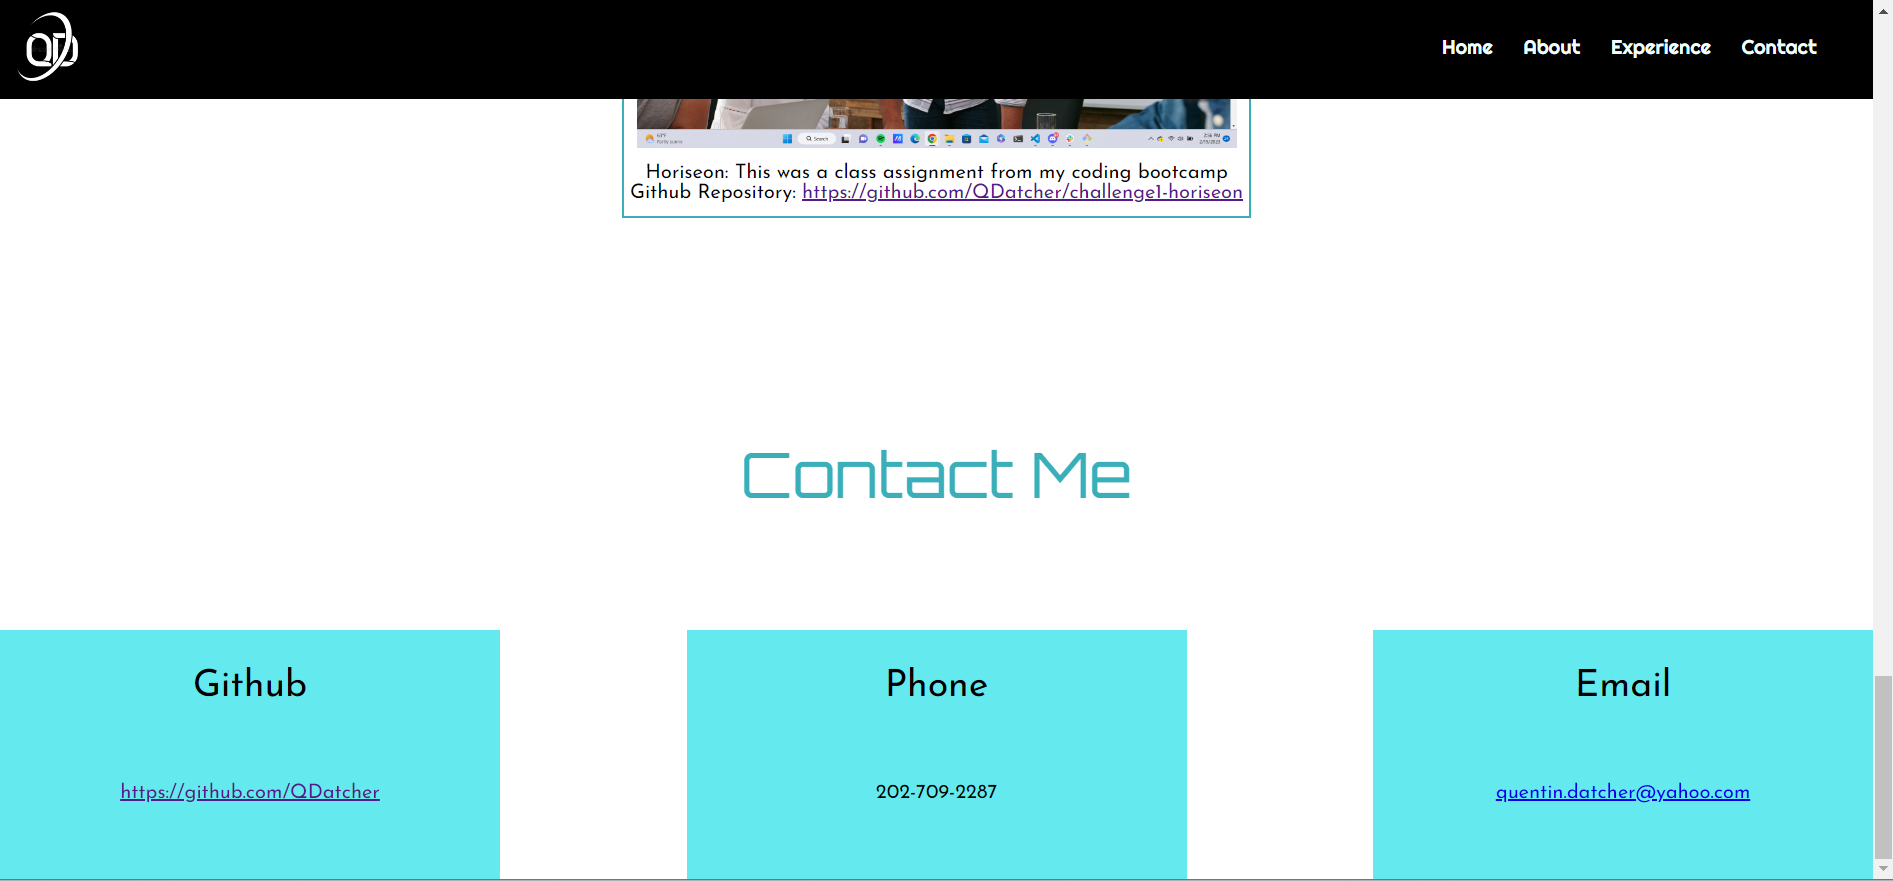 QD
Home About Experience Contact
Search
Horiseon: This was a class assignment from my coding bootcamp
Github Repository: https://github.com/QDatcher/challenge1-horiseon
Contact Me
Github
https://github.com/QDatcher
Phone
202-709-2287
Email
quentin.datcher@yahoo.com